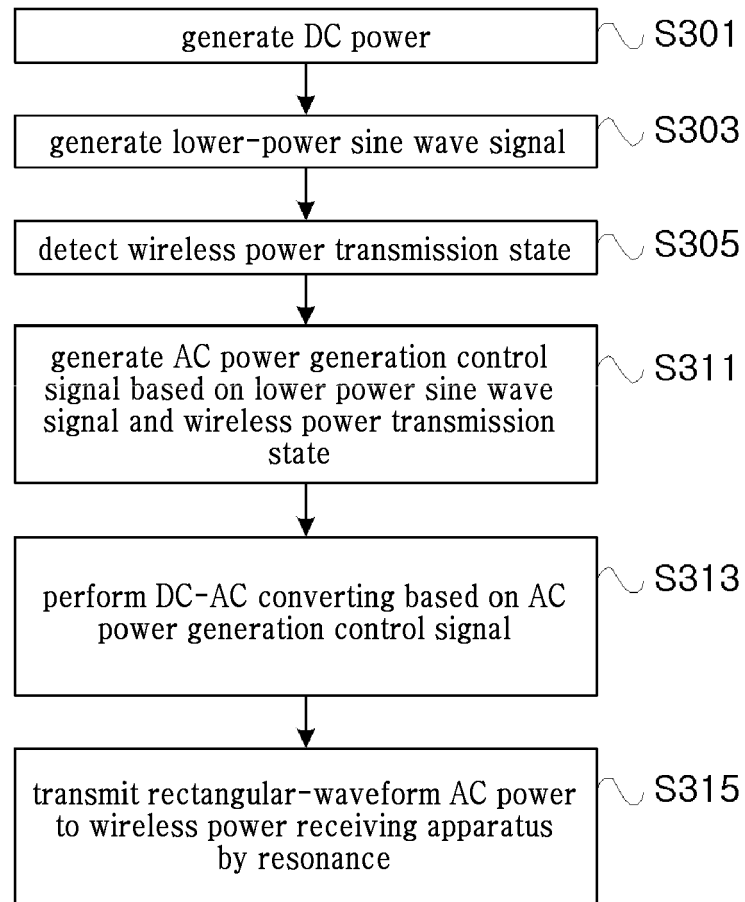 generate DC power
S301
generate lower-power sine wave signal
S303
detect wireless power transmission state
S305
generate AC power generation control
signal based on lower power sine wave
signal and wireless power transmission
state
S311
perform DC-AC converting based on AC
power generation control signal
S313
transmit rectangular-waveform AC power
to wireless power receiving apparatus
by resonance
S315